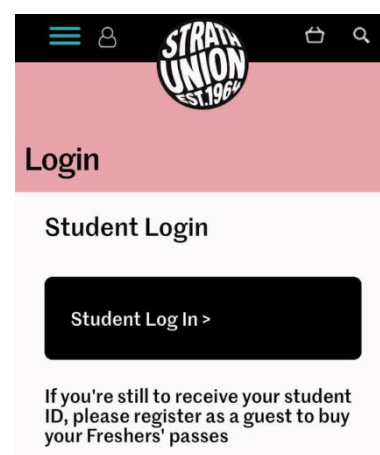 STRATH
UNION
EST.1964
Login
Student Login
Student Log In >
If you're still to receive your student
ID, please register as a guest to buy
your Freshers' passes